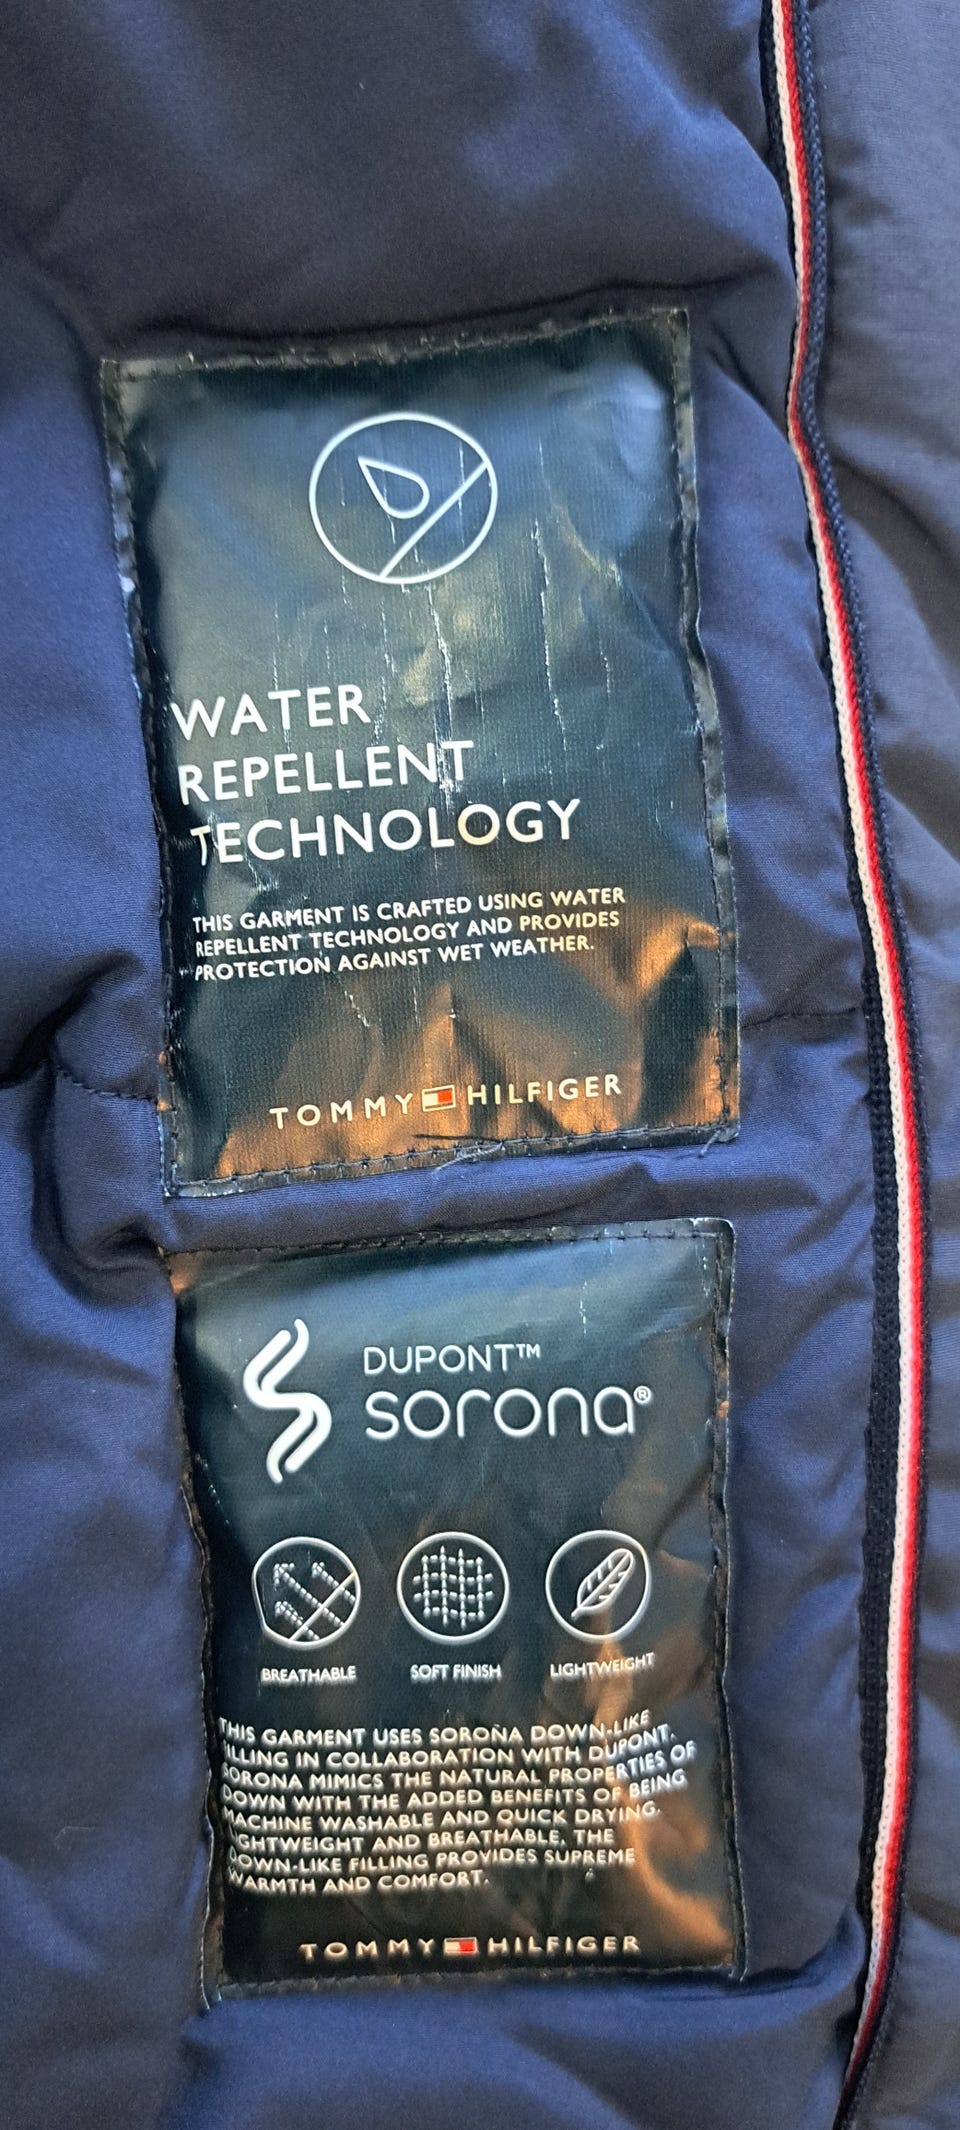 WATER
REPELLENT
TECHNOLOGY
THIS GARMENT IS CRAFTED USING WATER
REPELLENT TECHNOLOGY AND PROVIDES
PROTECTION AGAINST WET WEATHER.
TOMMY HILFIGER
DUPONT™
sorona®
BREATHABLE
SOFT FINISH
LIGHTWEIGHT
THIS GARMENT USES SORONA DOWN-LIKE
FILLING IN COLLABORATION WITH DUPONT.
SORONA MIMICS THE NATURAL PROPERTIES OF
DOWN WITH THE ADDED BENEFITS OF BEING
MACHINE WASHABLE AND QUICK DRYING.
LIGHTWEIGHT AND BREATHABLE, THE
DOWN-LIKE FILLING PROVIDES SUPREME
WARMTH AND COMFORT.
TOMMY HILFIGER